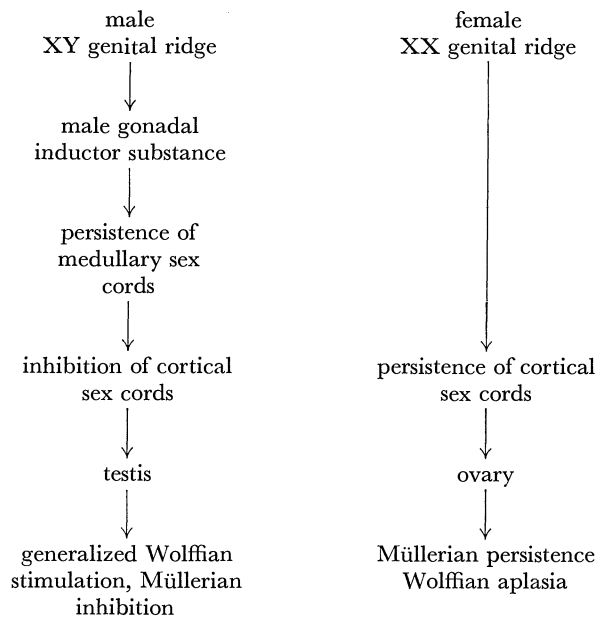 male
XY genital ridge
male gonadal
inductor substance
persistence of
medullary sex
cords
inhibition of cortical
sex cords
testis
generalized Wolffian
stimulation, Müllerian
inhibition
female
XX genital ridge
persistence of cortical
sex cords
ovary
Müllerian persistence
Wolffian aplasia